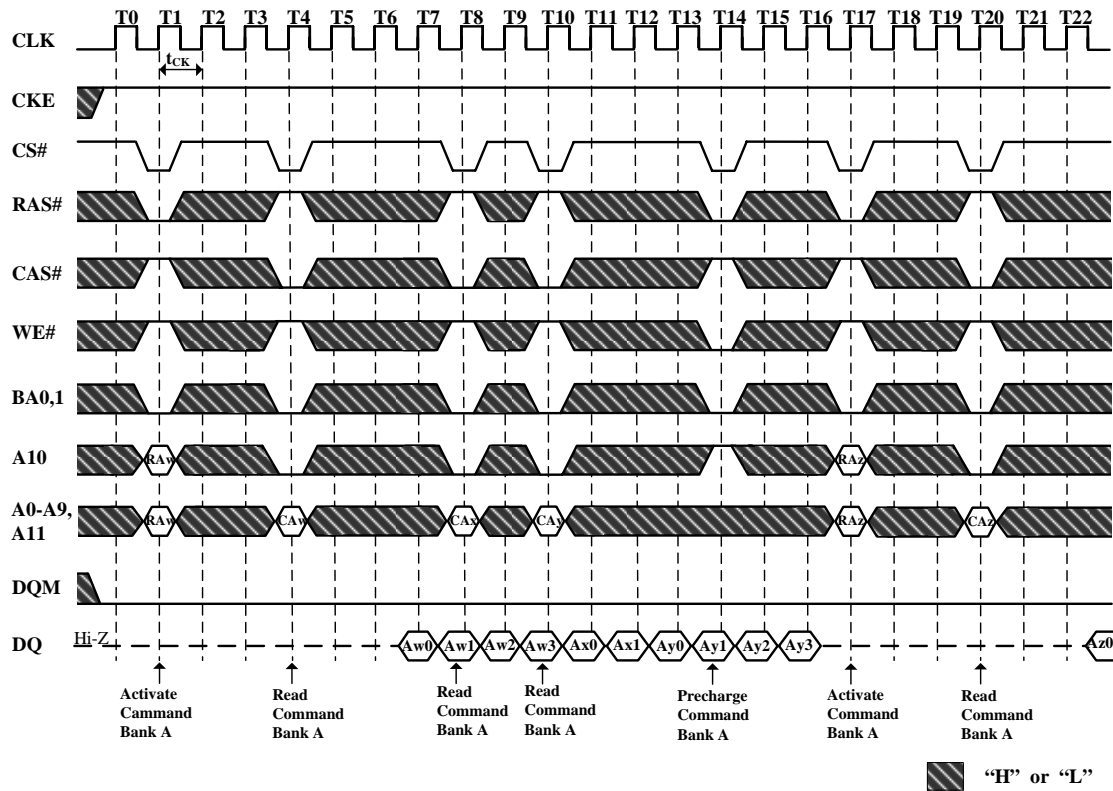 T0 T1 T2 T3 T4 T5 T6 T7 T8 T9 T10 T11 T12 T13 T14 T15 T16 T17 T18 T19 T20 T21 T22
CLK
tCK
CKE
CS#
RAS#
CAS#
WE#
BA0,1
A10 RAw RAz
A0-A9,
A11
RAw CAw CAx CAy RAz CAz
DQM
DQ Hi-Z Aw0 Aw1 Aw2 Aw3 Ax0 Ax1 Ay0 Ay1 Ay2 Ay3 Az0
Activate
Cammand
Bank A
Read
Command
Bank A
Read
Command
Bank A
Read
Command
Bank A
Precharge
Command
Bank A
Activate
Command
Bank A
Read
Command
Bank A
“H” or “L”